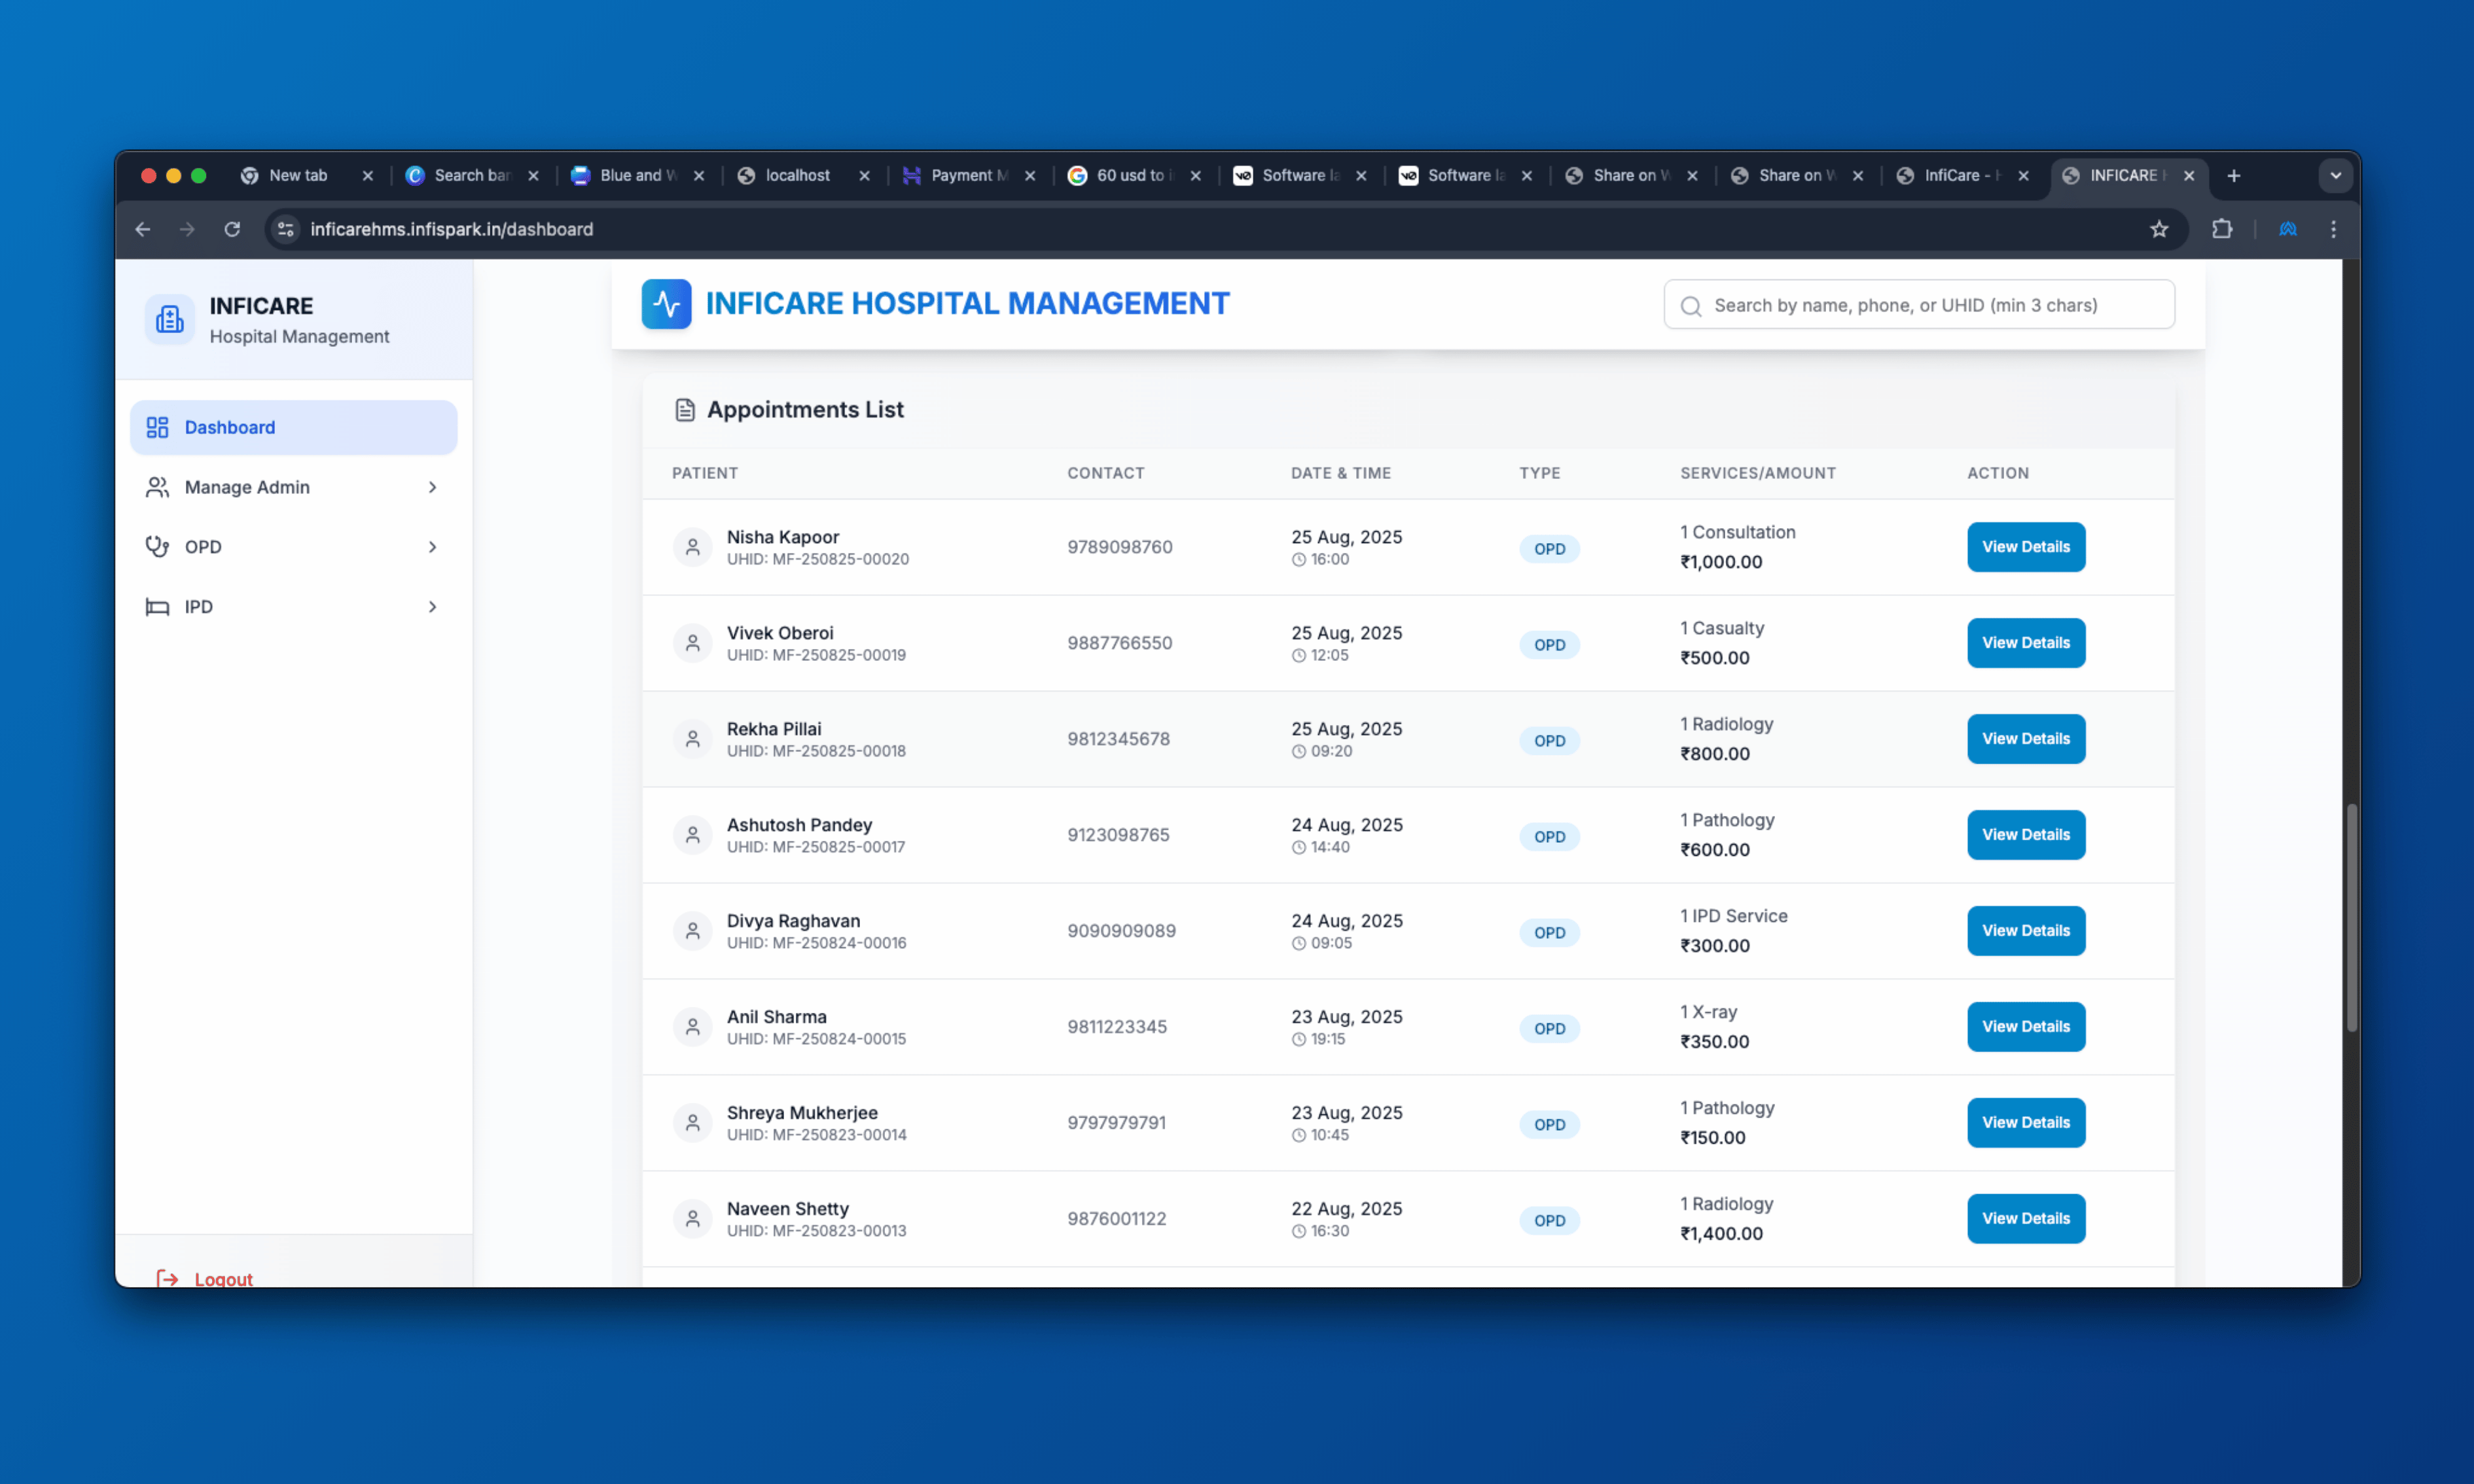 New tab
Search bar
Blue and W
localhost
Payment M
60 usd to i
Software la
Software la
Share on W
Share on W
InfiCare - H
INFICARE H
inficarehms.infispark.in/dashboard
INFICARE
Hospital Management
Dashboard
Manage Admin
OPD
IPD
Logout
INFICARE HOSPITAL MANAGEMENT
Search by name, phone, or UHID (min 3 chars)
Appointments List
PATIENT CONTACT DATE & TIME TYPE SERVICES/AMOUNT ACTION
Nisha Kapoor
UHID: MF-250825-00020
9789098760
25 Aug, 2025
16:00
OPD
1 Consultation
₹1,000.00
View Details
Vivek Oberoi
UHID: MF-250825-00019
9887766550
25 Aug, 2025
12:05
OPD
1 Casualty
₹500.00
View Details
Rekha Pillai
UHID: MF-250825-00018
9812345678
25 Aug, 2025
09:20
OPD
1 Radiology
₹800.00
View Details
Ashutosh Pandey
UHID: MF-250825-00017
9123098765
24 Aug, 2025
14:40
OPD
1 Pathology
₹600.00
View Details
Divya Raghavan
UHID: MF-250824-00016
9090909089
24 Aug, 2025
09:05
OPD
1 IPD Service
₹300.00
View Details
Anil Sharma
UHID: MF-250824-00015
9811223345
23 Aug, 2025
19:15
OPD
1 X-ray
₹350.00
View Details
Shreya Mukherjee
UHID: MF-250823-00014
9797979791
23 Aug, 2025
10:45
OPD
1 Pathology
₹150.00
View Details
Naveen Shetty
UHID: MF-250823-00013
9876001122
22 Aug, 2025
16:30
OPD
1 Radiology
₹1,400.00
View Details